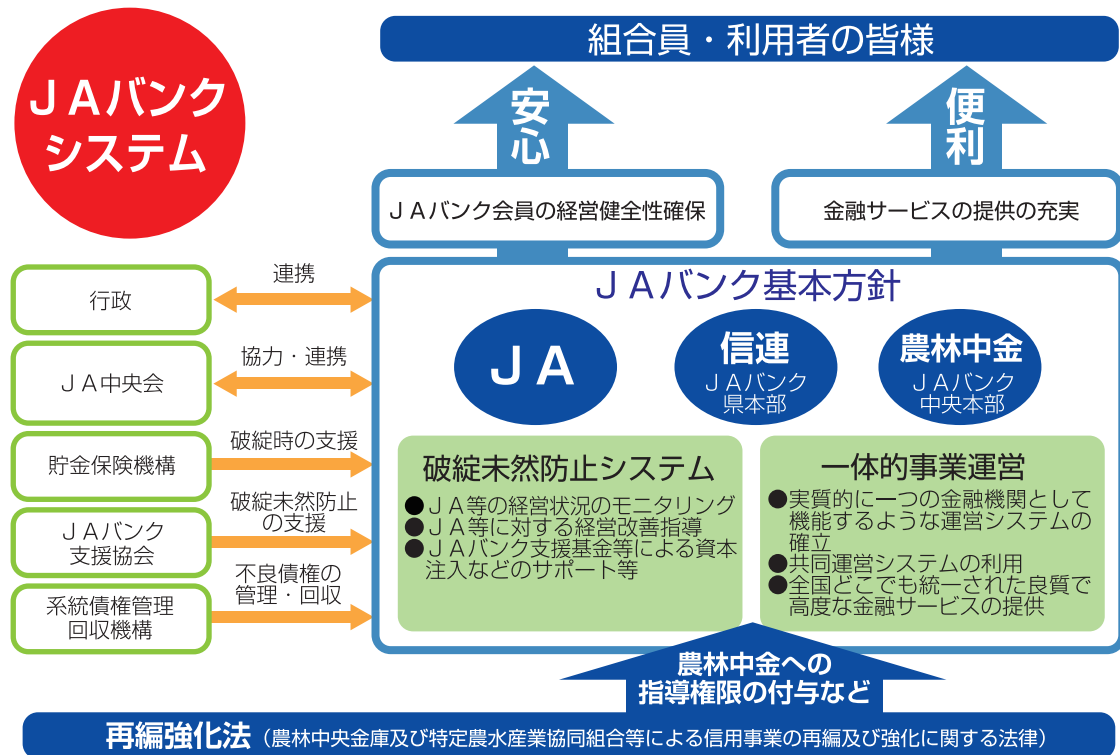 JAバンク
システム
組合員・利用者の皆様
安心
便利
JAバンク会員の経営健全性確保
金融サービスの提供の充実
行政
連携
JA中央会
協力・連携
貯金保険機構
破綻時の支援
JAバンク
支援協会
破綻未然防止
の支援
系統債権管理
回収機構
不良債権の
管理・回収
JAバンク基本方針
JA
信連
JAバンク
県本部
農林中金
JAバンク
中央本部
破綻未然防止システム
●JA等の経営状況のモニタリング
●JA等に対する経営改善指導
●JAバンク支援基金等による資本
注入などのサポート等
一体的事業運営
●実質的に一つの金融機関として
機能するような運営システムの
確立
●共同運営システムの利用
●全国どこでも統一された良質で
高度な金融サービスの提供
農林中金への
指導権限の付与など
再編強化法(農林中央金庫及び特定農水産業協同組合等による信用事業の再編及び強化に関する法律)